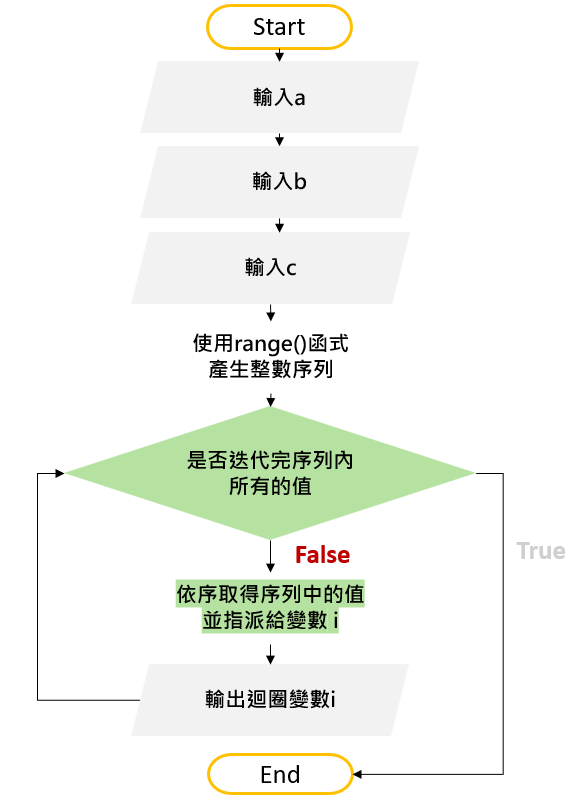 Start
輸入a
輸入b
輸入c
使用range()函式
產生整數序列
是否迭代完序列內
所有的值
False
True
依序取得序列中的值
並指派給變數 i
輸出迴圈變數i
End